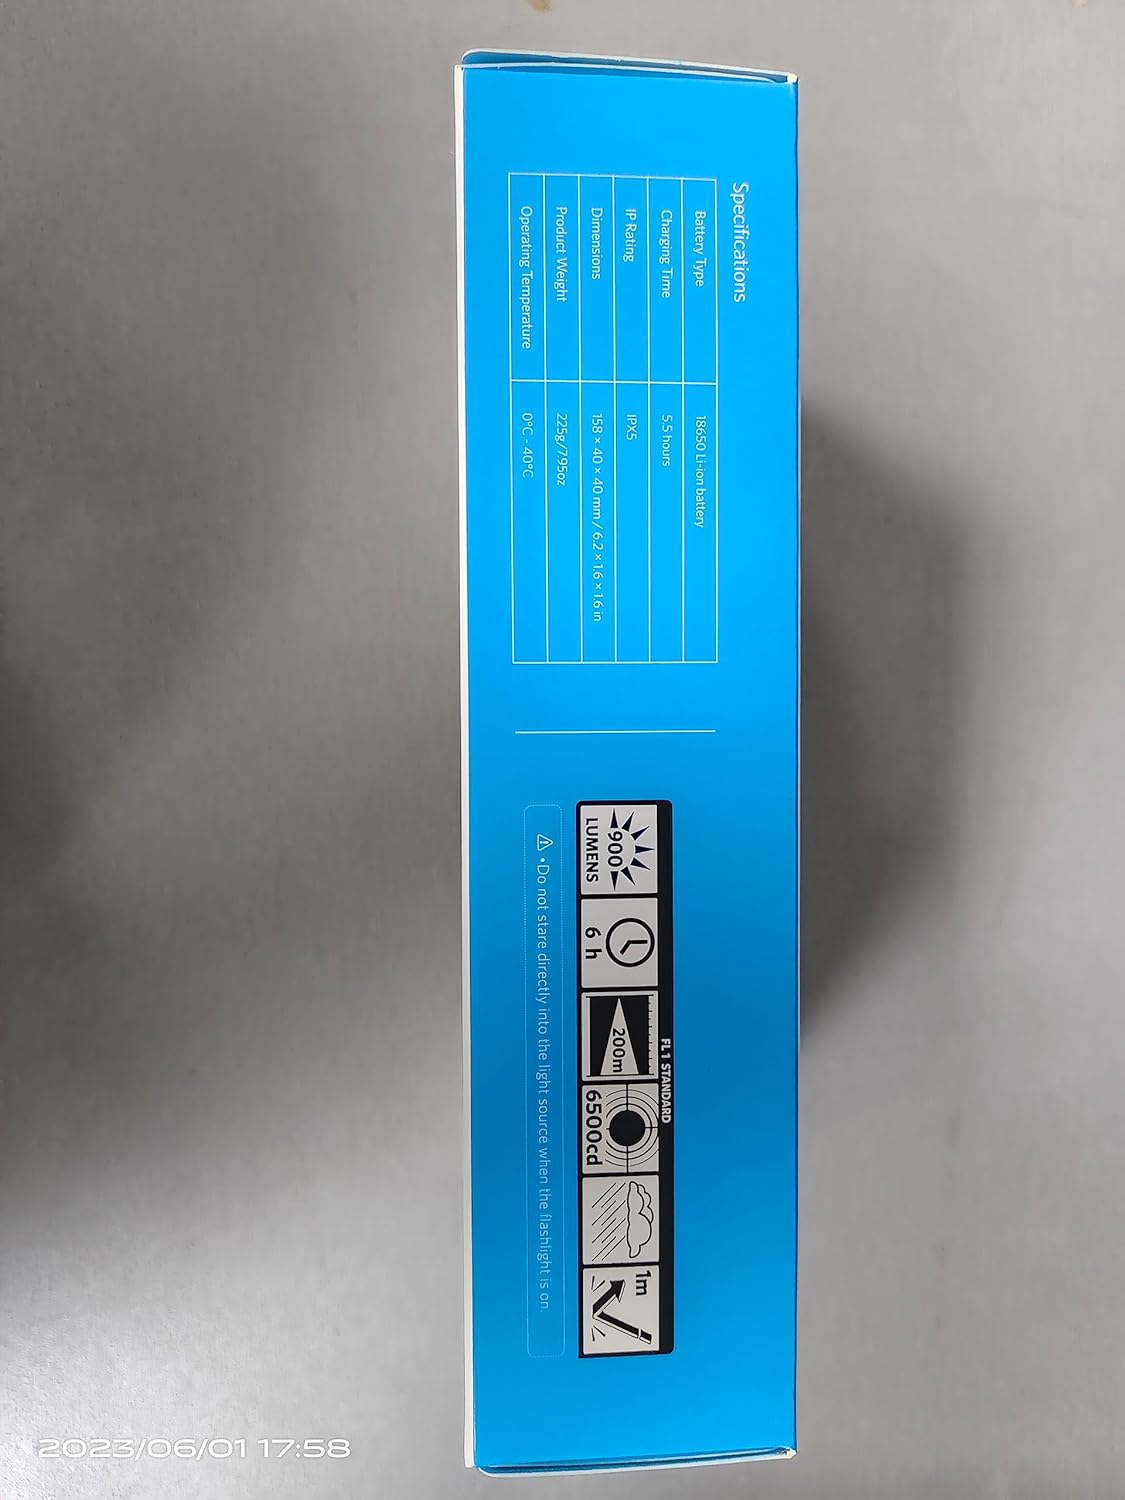 Specifications
Battery Type 18650 Li-ion battery
Charging Time 5.5 hours
IP Rating IPX5
Dimensions 158 × 40 × 40 mm / 6.2 × 1.6 × 1.6 in
Product Weight 225g/7.95oz
Operating Temperature 0°C - 40°C
FL 1 STANDARD
900
LUMENS
6 h
200m
6500cd
1m
• Do not stare directly into the light source when the flashlight is on.
2023/06/01 17:58